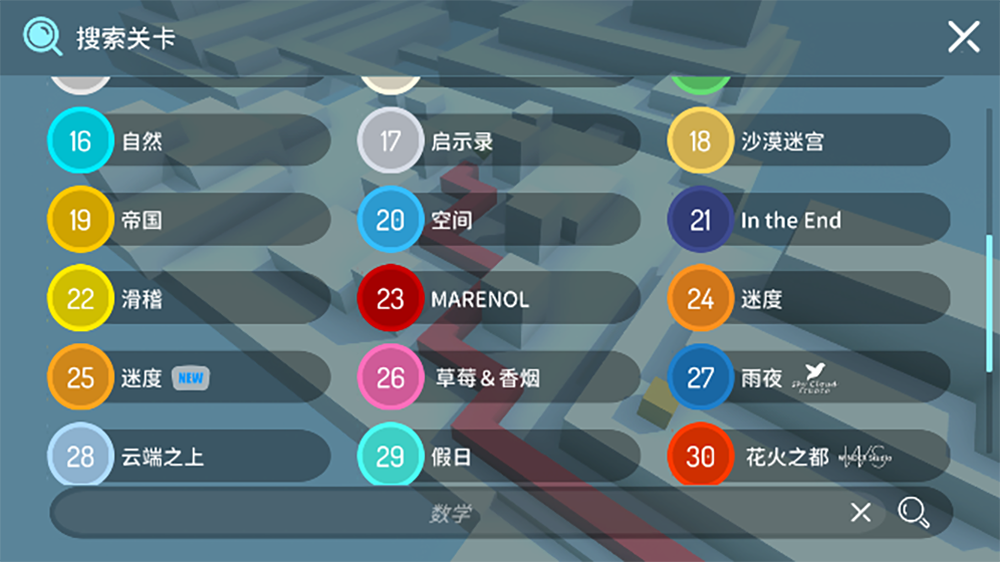 搜索关卡
16 自然
17 启示录
18 沙漠迷宫
19 帝国
20 空间
21 In the End
22 滑稽
23 MARENOL
24 迷度
25 迷度 NEW
26 草莓&香烟
27 雨夜 Sky Cloud STUDIO
28 云端之上
29 假日
30 花火之都
数学